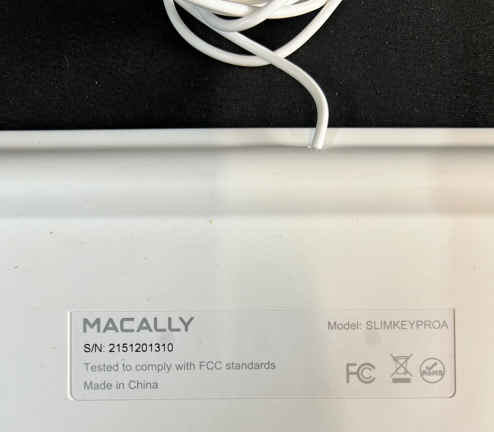 MACALLY
Model: SLIMKEYPROA
S/N: 2151201310
Tested to comply with FCC standards
Made in China
FC
RoHS